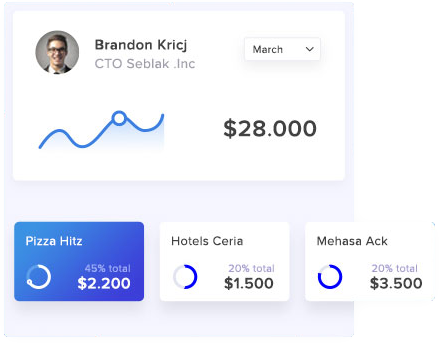 Brandon Kricj
CTO Seblak .Inc
March
$28.000
Pizza Hitz
45% total
$2.200
Hotels Ceria
20% total
$1.500
Mehasa Ack
20% total
$3.500